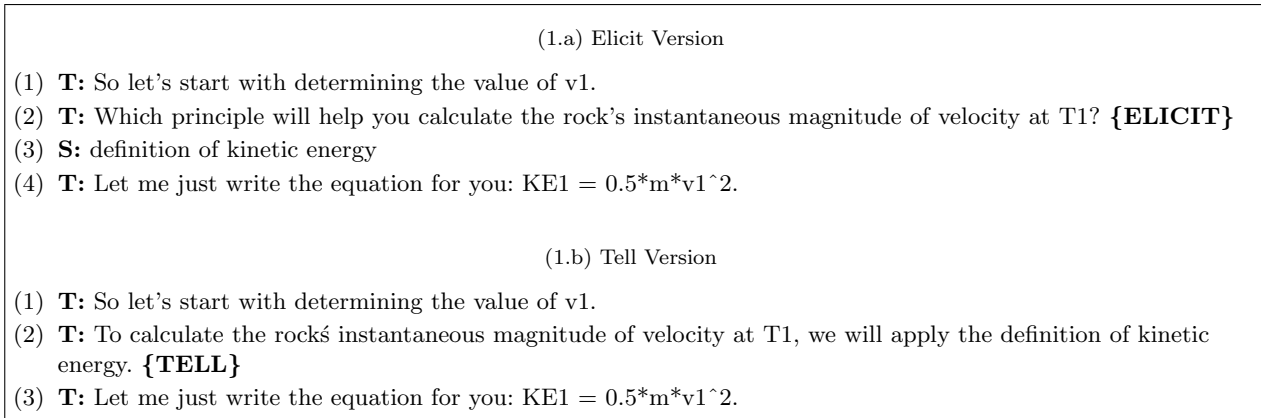 (1.a) Elicit Version
(1) T: So let's start with determining the value of v1.
(2) T: Which principle will help you calculate the rock's instantaneous magnitude of velocity at T1? {ELICIT}
(3) S: definition of kinetic energy
(4) T: Let me just write the equation for you: KE1 = 0.5*m*v1^2.
(1.b) Tell Version
(1) T: So let's start with determining the value of v1.
(2) T: To calculate the rockś instantaneous magnitude of velocity at T1, we will apply the definition of kinetic
energy. {TELL}
(3) T: Let me just write the equation for you: KE1 = 0.5*m*v1^2.